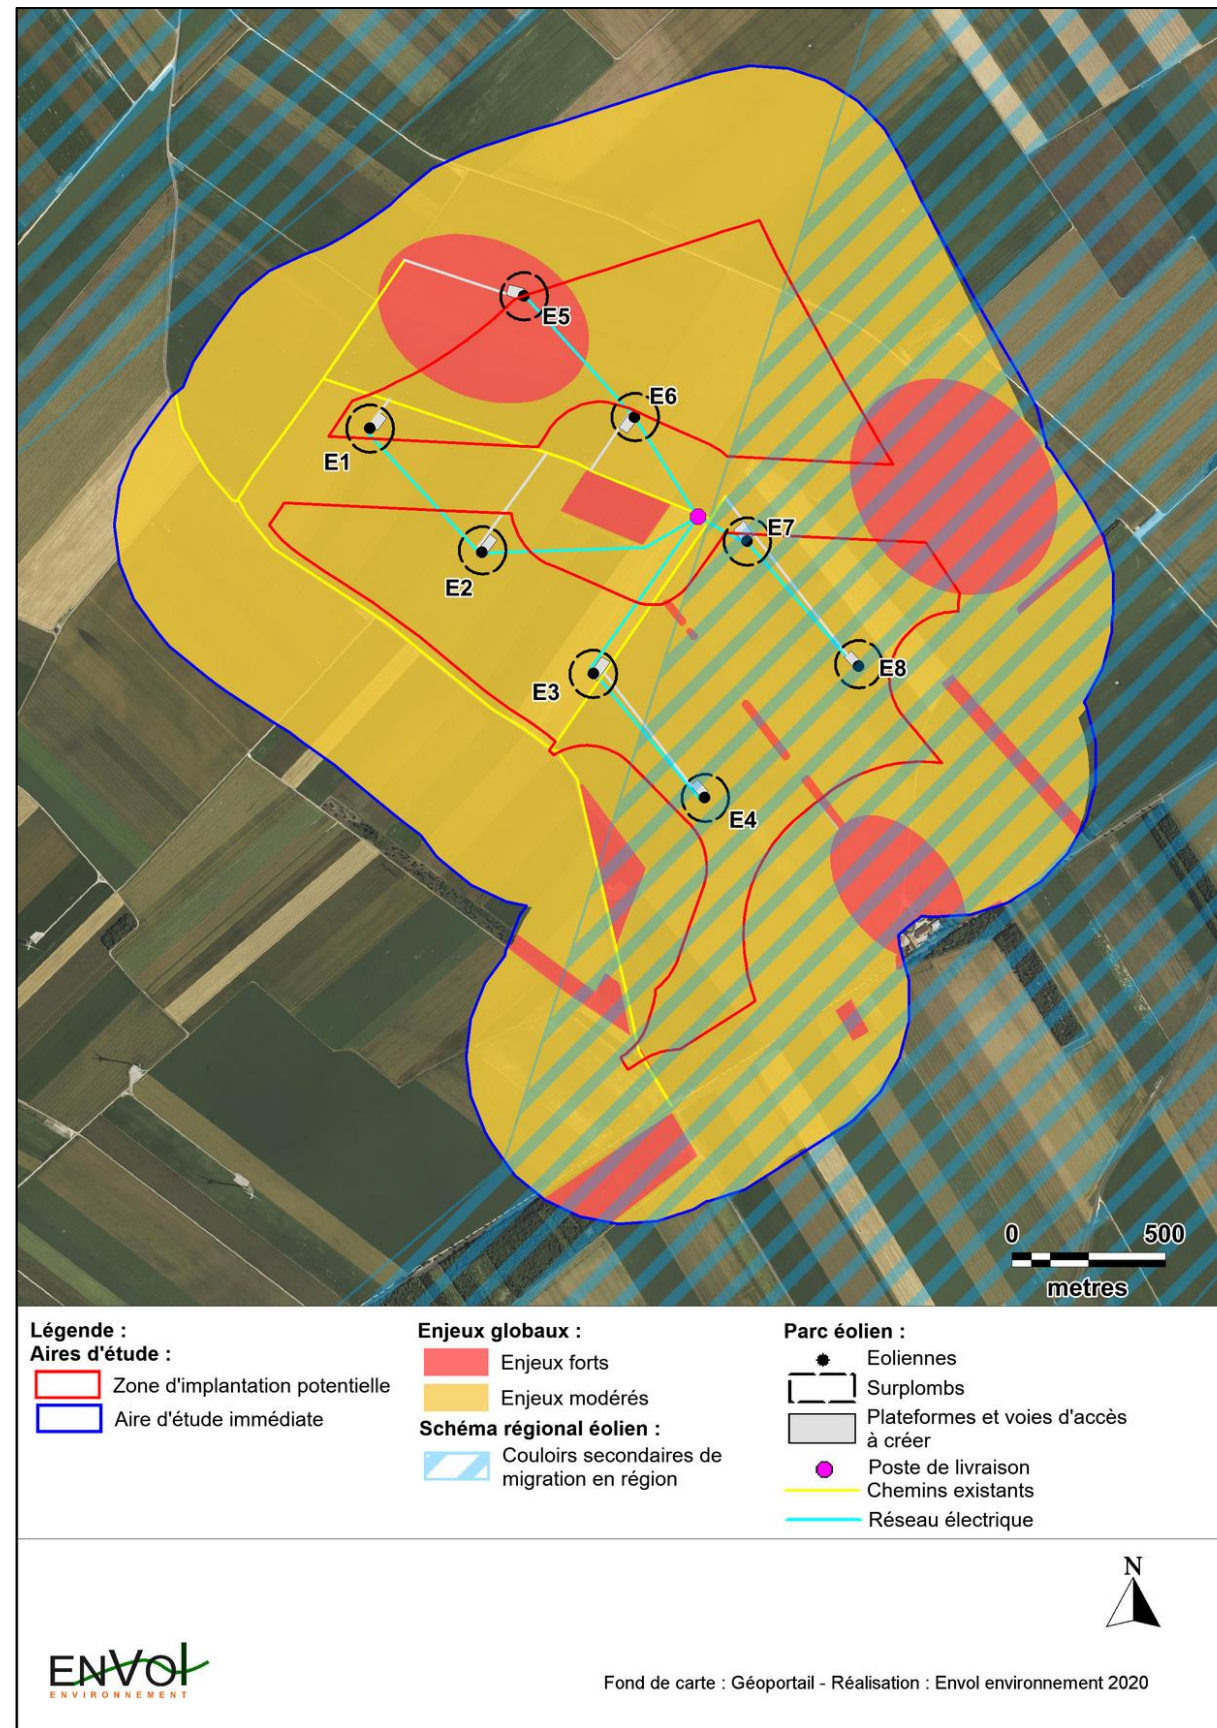 E5
E6
E1
E7
E2
E8
E3
E4
0 500
metres
Légende :
Aires d'étude :
Zone d'implantation potentielle
Aire d'étude immédiate
Enjeux globaux :
Enjeux forts
Enjeux modérés
Schéma régional éolien :
Couloirs secondaires de
migration en région
Parc éolien :
Eoliennes
Surplombs
Plateformes et voies d'accès
à créer
Poste de livraison
Chemins existants
Réseau électrique
N
ENVOL
ENVIRONNEMENT
Fond de carte : Géoportail - Réalisation : Envol environnement 2020